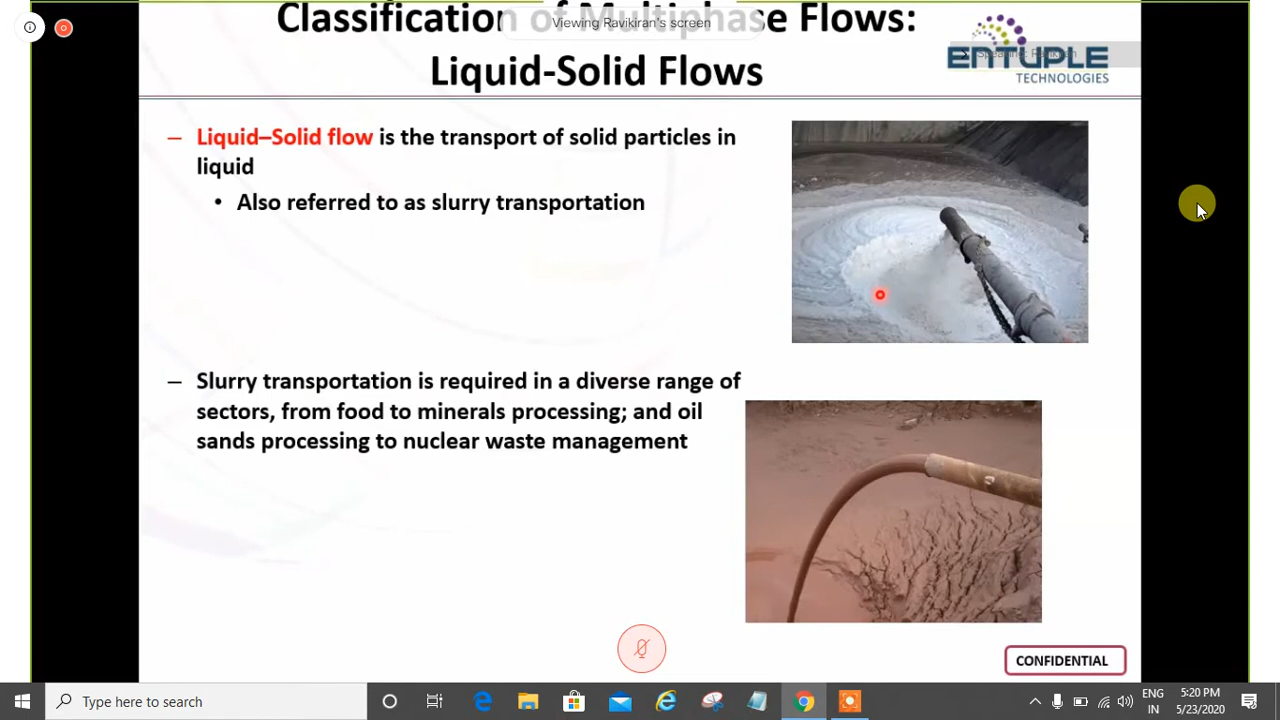 Classification of Multiphase Flows:
Viewing Ravikiran's screen
Liquid-Solid Flows
ENTUPLE
TECHNOLOGIES
– Liquid–Solid flow is the transport of solid particles in
liquid
• Also referred to as slurry transportation
– Slurry transportation is required in a diverse range of
sectors, from food to minerals processing; and oil
sands processing to nuclear waste management
CONFIDENTIAL
Type here to search
ENG
IN
5:20 PM
5/23/2020